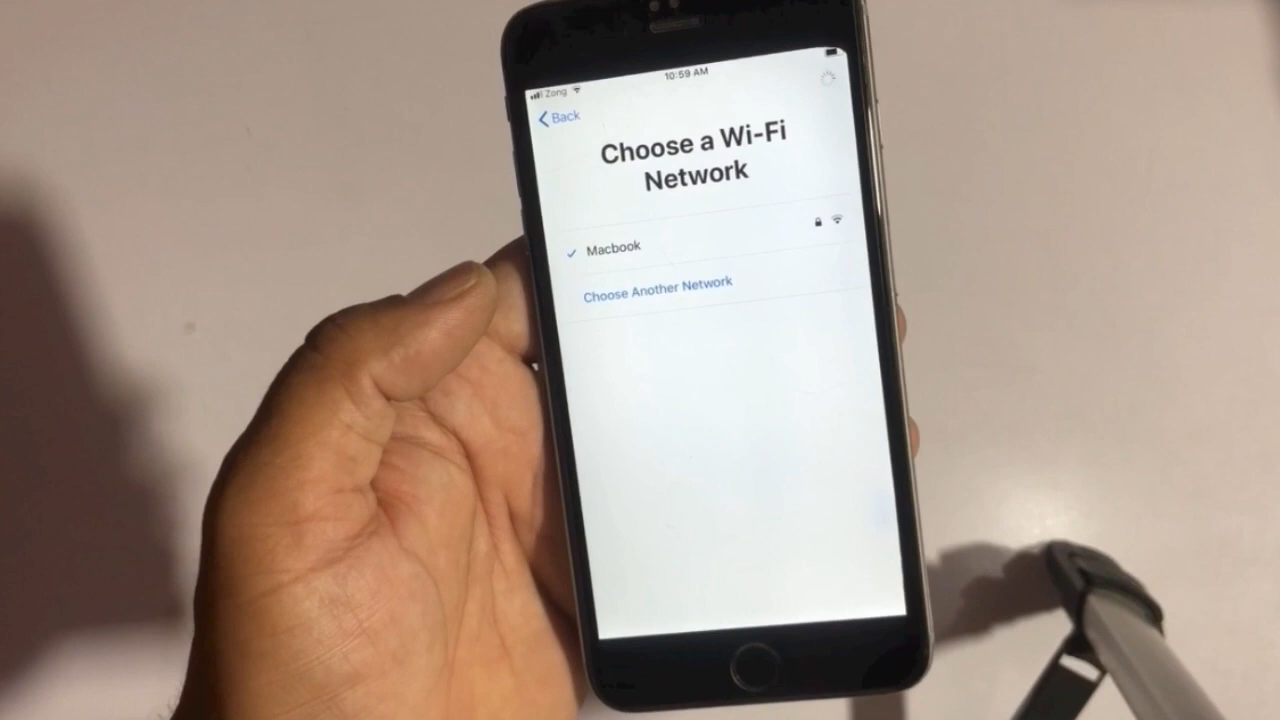 Zong
10:59 AM
Back
Choose a Wi-Fi
Network
Macbook
Choose Another Network